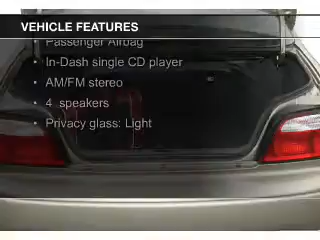 VEHICLE FEATURES
• Passenger Airbag
• In-Dash single CD player
• AM/FM stereo
• 4 speakers
• Privacy glass: Light